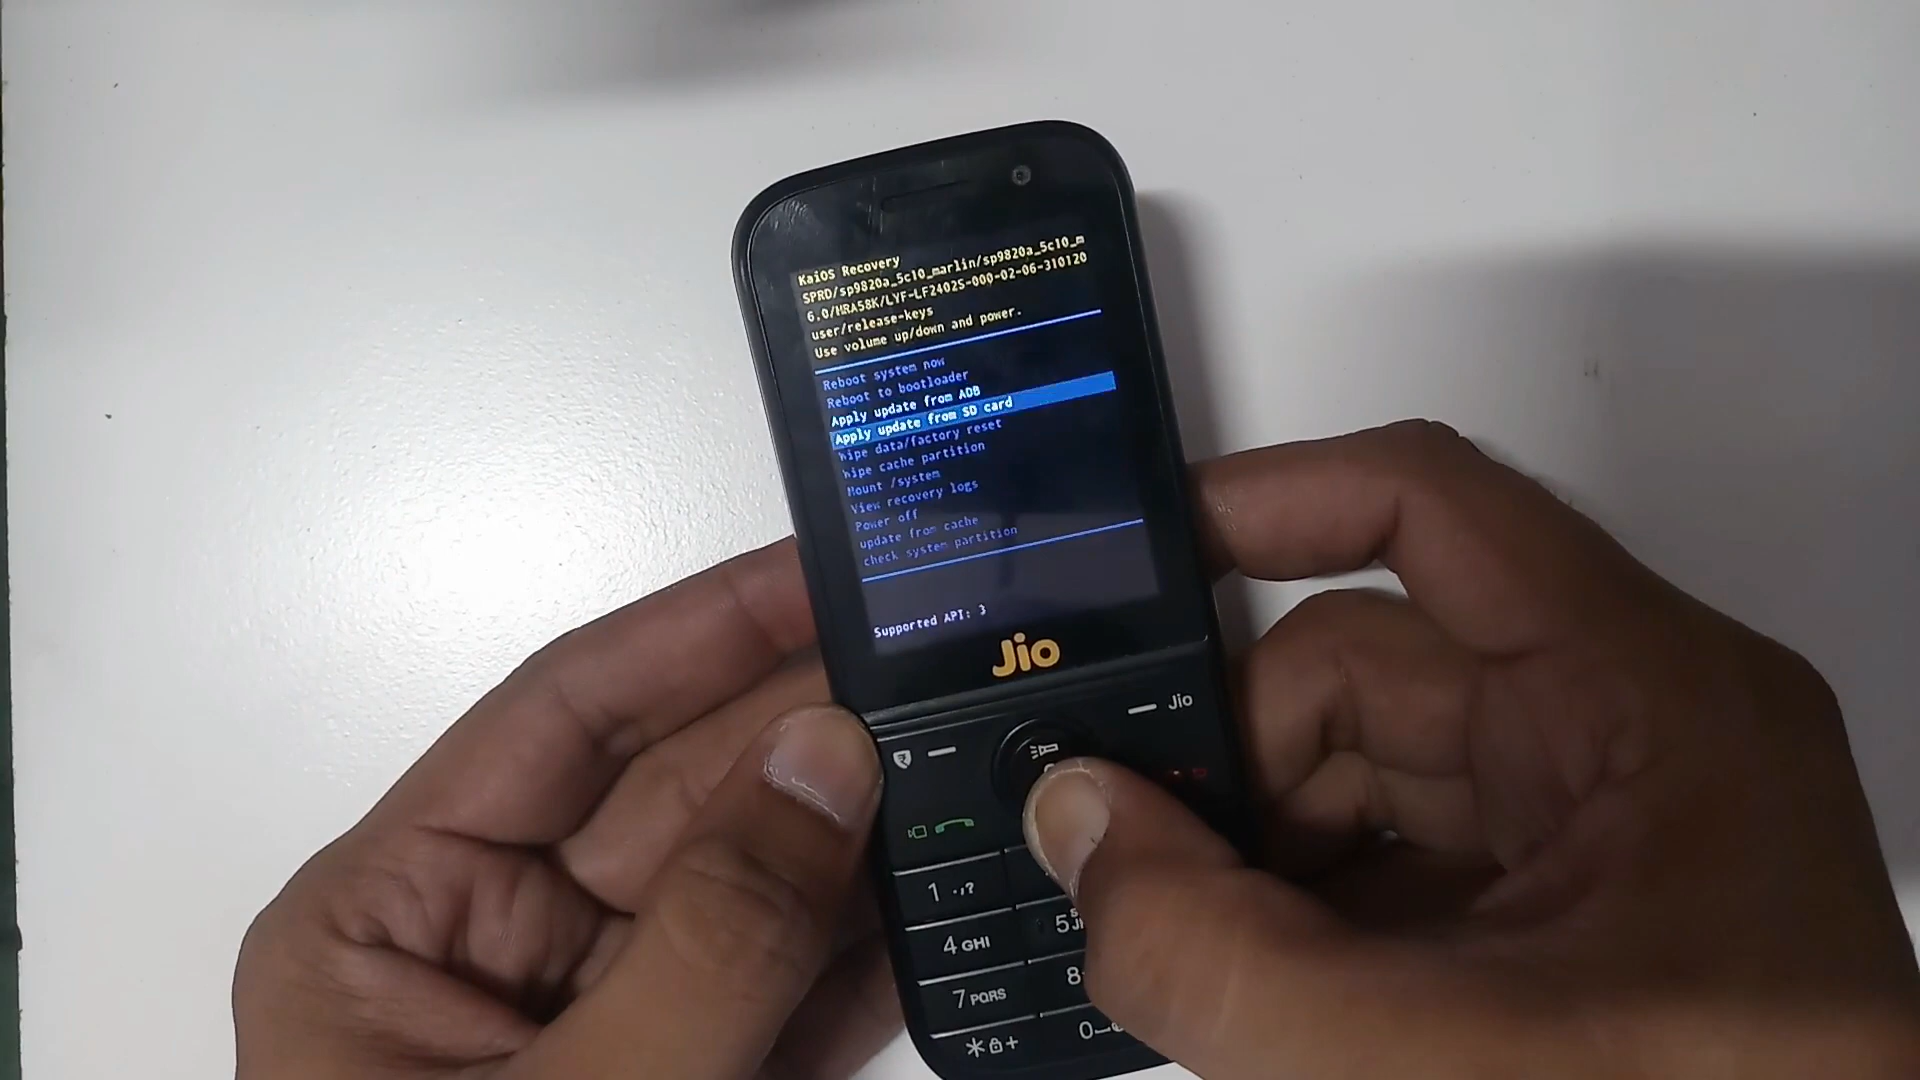 KaiOS Recovery
SPRD/sp9820a_5c10_marlin/sp9820a_5c10_m
6.0/MRA58K/LYF-LF2402S-000-02-06-310120
user/release-keys
Use volume up/down and power.
Reboot system now
Reboot to bootloader
Apply update from ADB
Apply update from SD card
Wipe data/factory reset
Wipe cache partition
Mount /system
View recovery logs
Power off
update from cache
check system partition
Supported API: 3
Jio
Jio
1 .,?
4 GHI
5
7 PQRS
8
* +
0